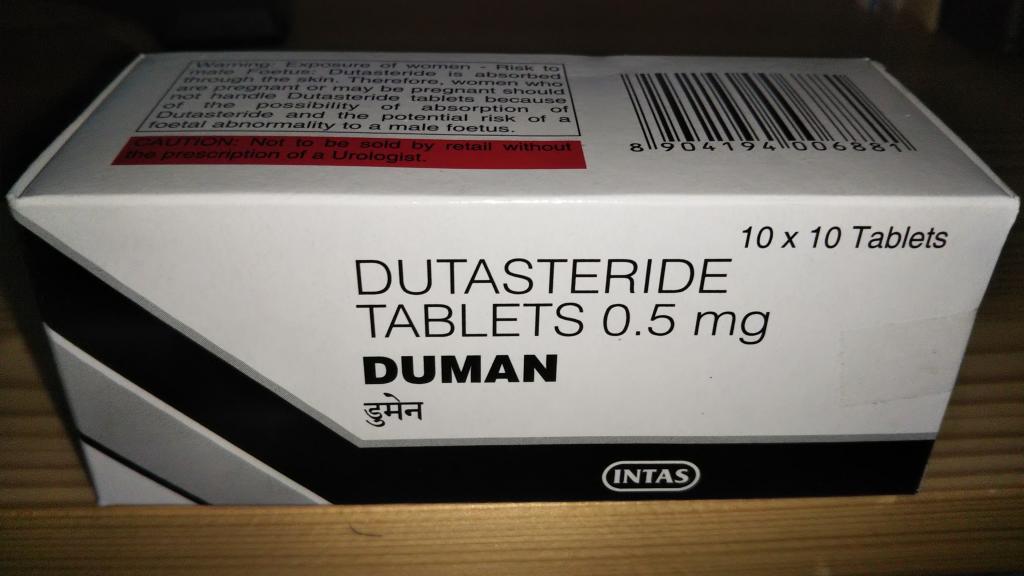 Warning: Exposure of women - Risk to
male Foetus: Dutasteride is absorbed
through the skin. Therefore, women who
are pregnant or may be pregnant should
not handle Dutasteride tablets because
of the possibility of absorption of
Dutasteride and the potential risk of a
foetal abnormality to a male foetus.
CAUTION: Not to be sold by retail without
the prescription of a Urologist.
8 904194 006881
10 x 10 Tablets
DUTASTERIDE
TABLETS 0.5 mg
DUMAN
डुमेन
INTAS